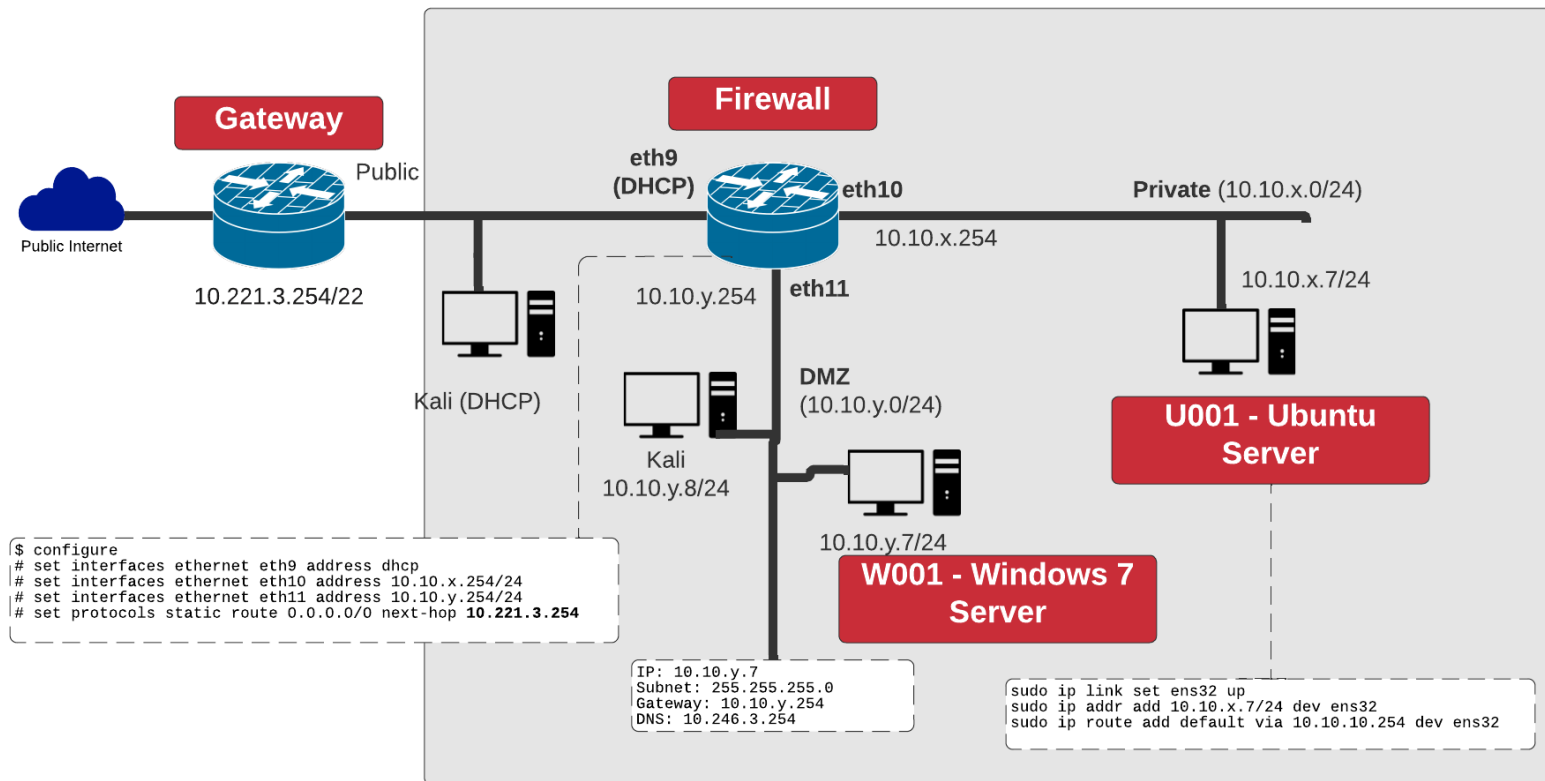 Gateway
Firewall
Public
eth9
(DHCP)
eth10
Private (10.10.x.0/24)
Public Internet
10.10.x.254
10.221.3.254/22
10.10.y.254
eth11
10.10.x.7/24
Kali (DHCP)
DMZ
(10.10.y.0/24)
U001 - Ubuntu
Server
Kali
10.10.y.8/24
10.10.y.7/24
W001 - Windows 7
Server
$ configure
# set interfaces ethernet eth9 address dhcp
# set interfaces ethernet eth10 address 10.10.x.254/24
# set interfaces ethernet eth11 address 10.10.y.254/24
# set protocols static route 0.0.0.0/0 next-hop 10.221.3.254
IP: 10.10.y.7
Subnet: 255.255.255.0
Gateway: 10.10.y.254
DNS: 10.246.3.254
sudo ip link set ens32 up
sudo ip addr add 10.10.x.7/24 dev ens32
sudo ip route add default via 10.10.10.254 dev ens32